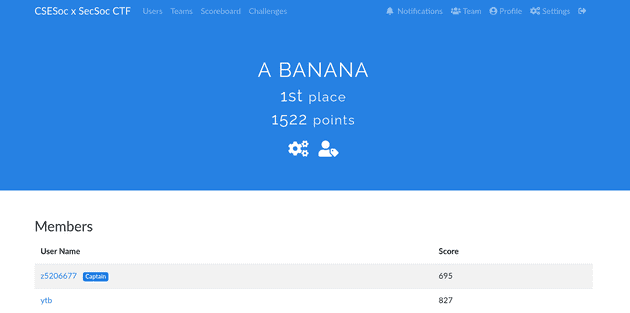 CSESoc x SecSoc CTF Users Teams Scoreboard Challenges Notifications Team Profile Settings
A BANANA
1st place
1522 points
Members
User Name Score
z5206677 Captain 695
ytb 827